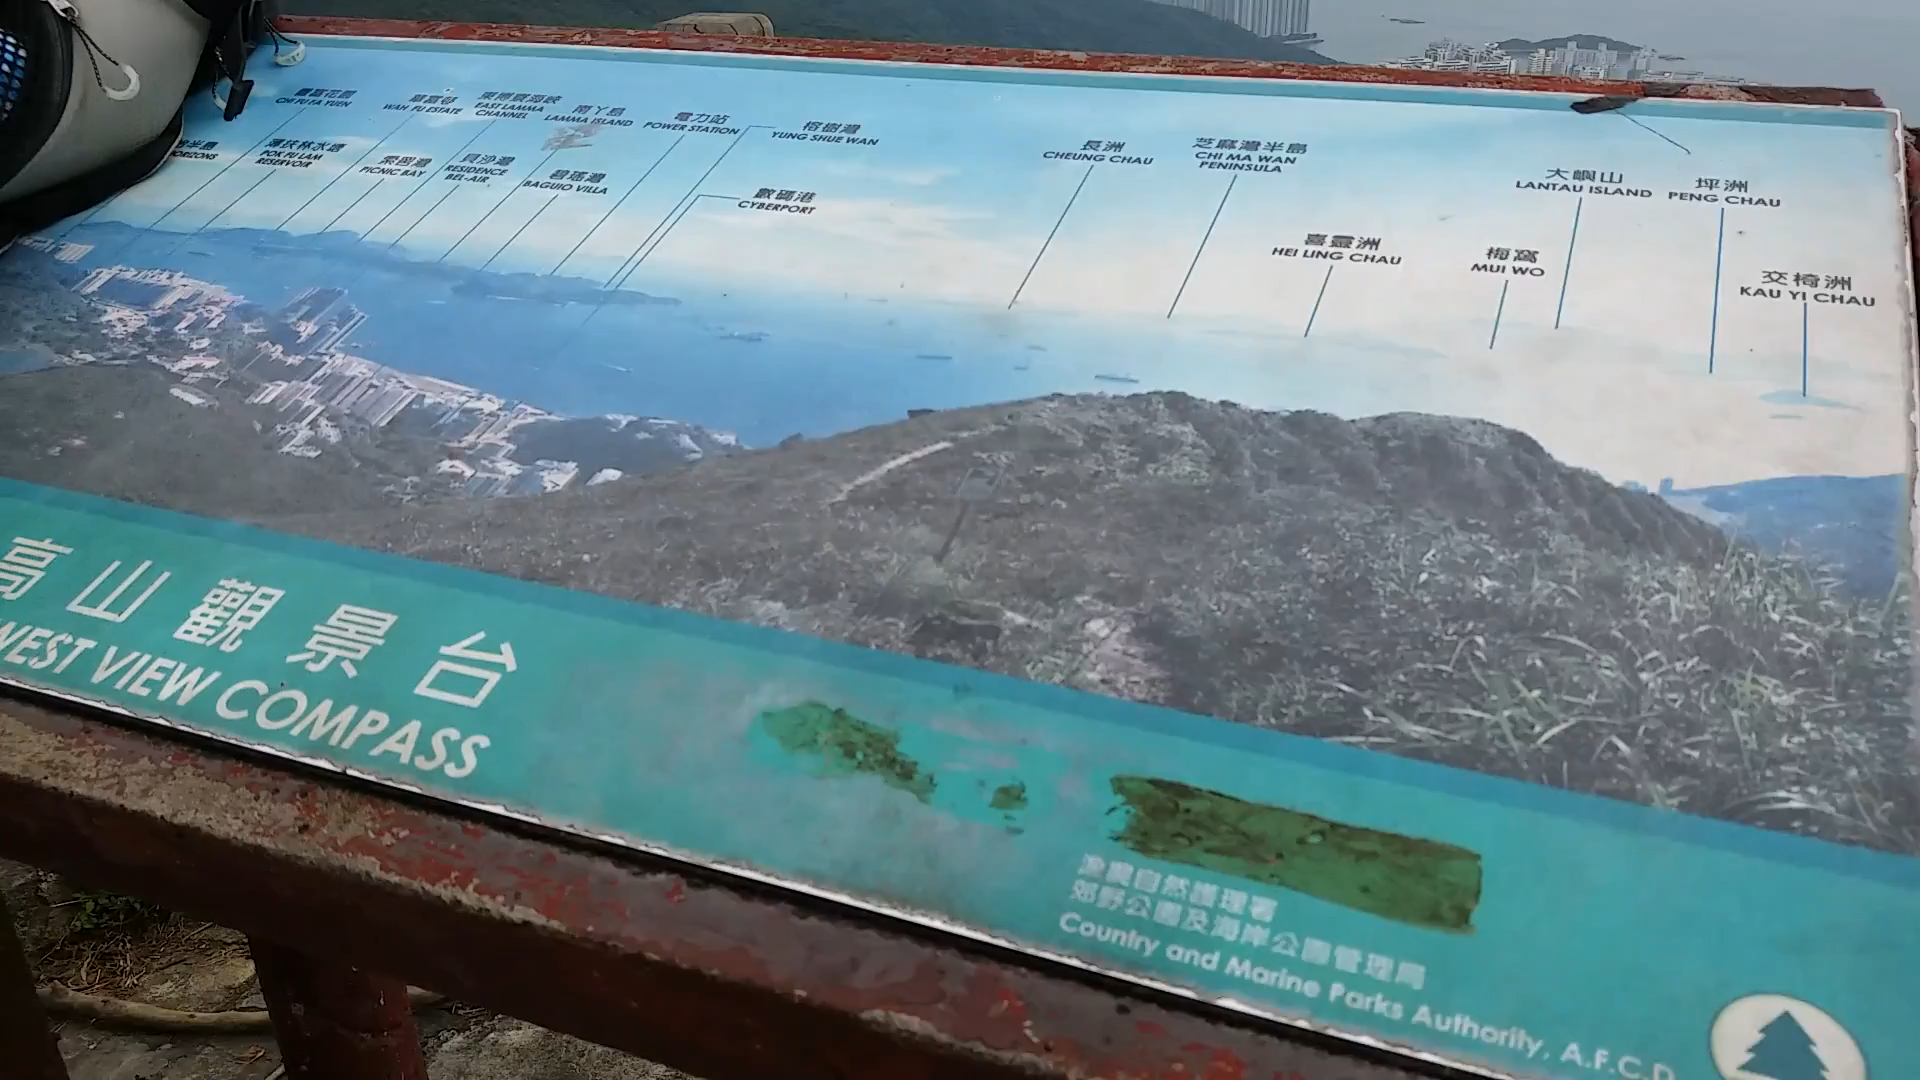 置富花園
CHI FU FA YUEN
華富邨
WAH FU ESTATE
東博寮海峽
EAST LAMMA
CHANNEL
南丫島
LAMMA ISLAND
電力站
POWER STATION
榕樹灣
YUNG SHUE WAN
半島
ORIZONS
薄扶林水塘
POK FU LAM
RESERVOIR
PICNIC BAY
貝沙灣
RESIDENCE
BEL-AIR
碧瑤灣
BAGUIO VILLA
數碼港
CYBERPORT
長洲
CHEUNG CHAU
芝麻灣半島
CHI MA WAN
PENINSULA
大嶼山
LANTAU ISLAND
坪洲
PENG CHAU
喜靈洲
HEI LING CHAU
梅窩
MUI WO
交椅洲
KAU YI CHAU
高山觀景台
WEST VIEW COMPASS
漁農自然護理署
郊野公園及海岸公園管理局
Country and Marine Parks Authority, A.F.C.D.